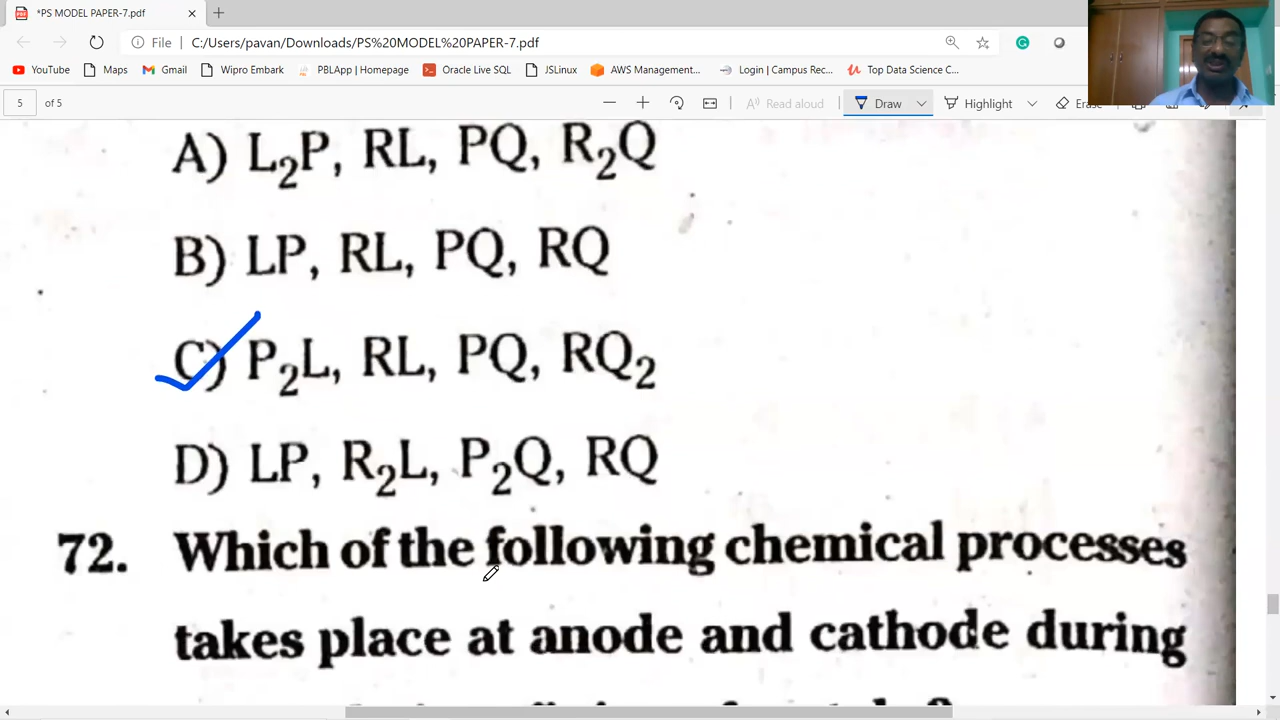 *PS MODEL PAPER-7.pdf
File C:/Users/pavan/Downloads/PS%20MODEL%20PAPER-7.pdf
YouTube Maps Gmail Wipro Embark PBLApp | Homepage Oracle Live SQL JSLinux AWS Management... Login | Campus Rec... Top Data Science C...
5 of 5 Read aloud Draw Highlight Erase
A) L₂P, RL, PQ, R₂Q
B) LP, RL, PQ, RQ
C) P₂L, RL, PQ, RQ₂
D) LP, R₂L, P₂Q, RQ
72. Which of the following chemical processes
takes place at anode and cathode during